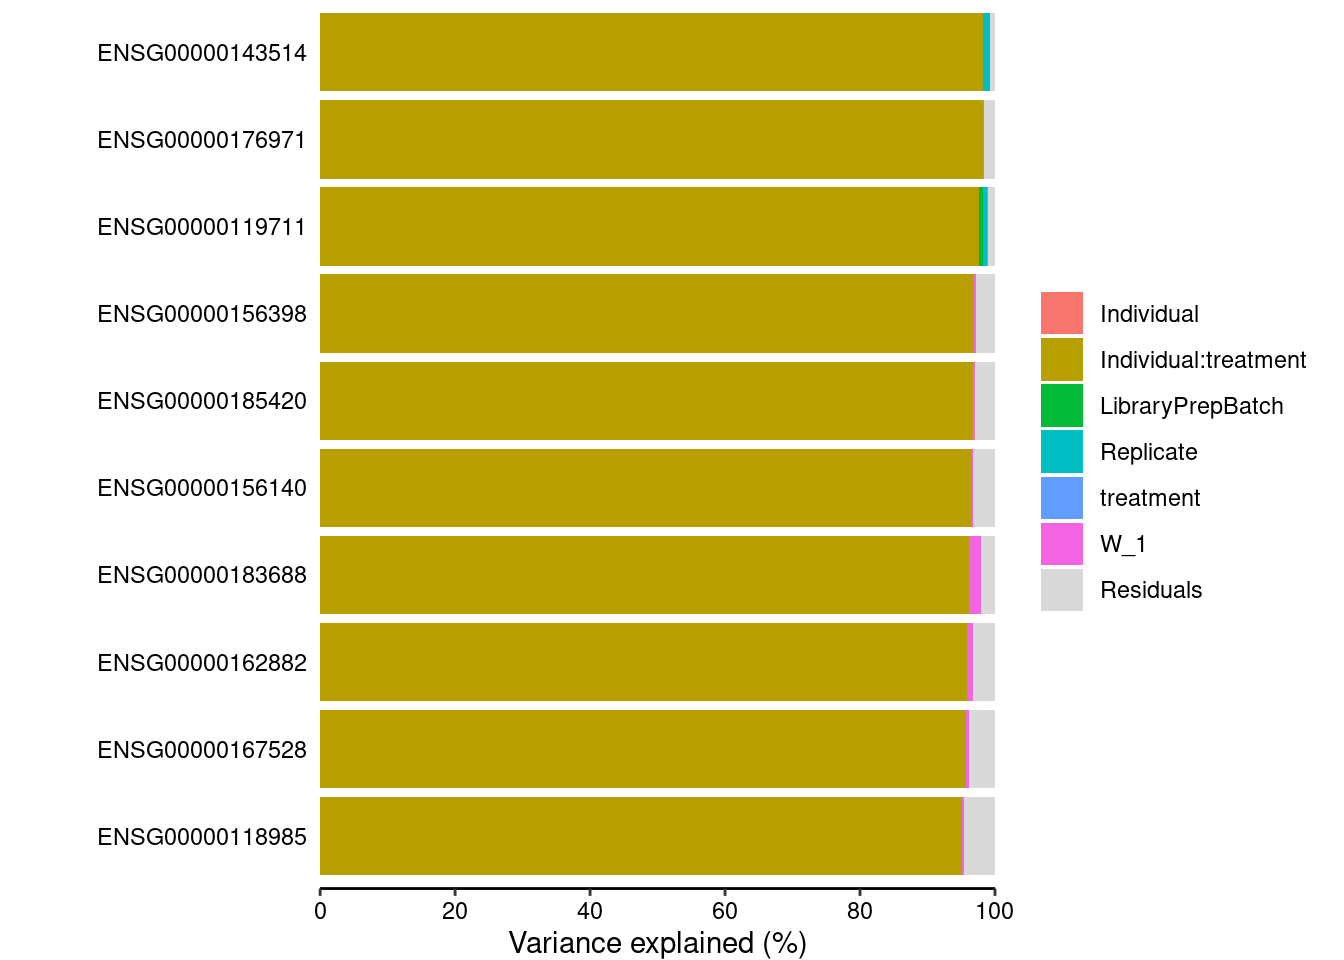 ENSG00000143514
ENSG00000176971
ENSG00000119711
ENSG00000156398
ENSG00000185420
ENSG00000156140
ENSG00000183688
ENSG00000162882
ENSG00000167528
ENSG00000118985
0 20 40 60 80 100
Variance explained (%)
Individual
Individual:treatment
LibraryPrepBatch
Replicate
treatment
W_1
Residuals